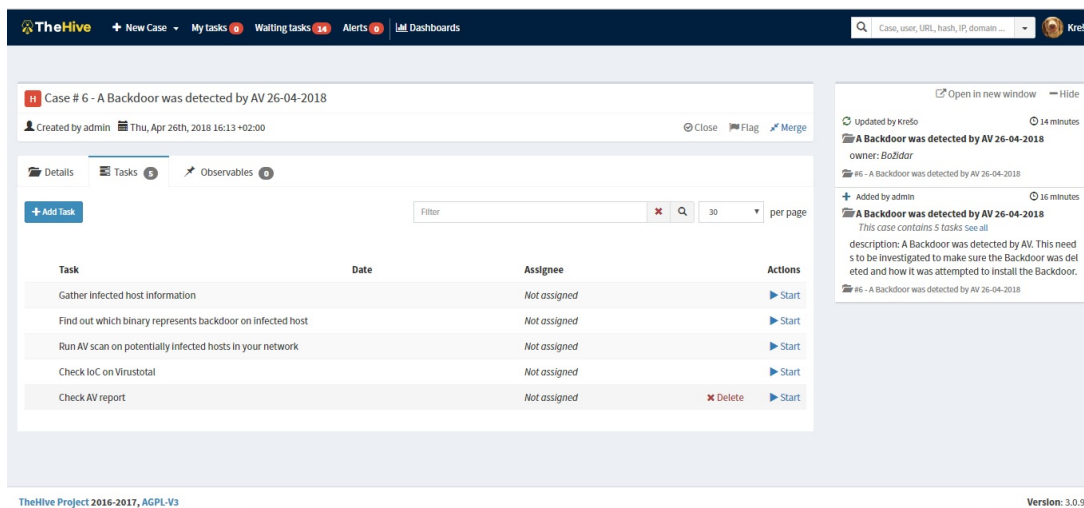 TheHive + New Case My tasks 0 Waiting tasks 14 Alerts 0 Dashboards Case, user, URL, hash, IP, domain ... Kreš
Open in new window Hide
H Case # 6 - A Backdoor was detected by AV 26-04-2018
Created by admin Thu, Apr 26th, 2018 16:13 +02:00 Close Flag Merge
Details Tasks 5 Observables 0
+ Add Task Filter 30 per page
Task Date Assignee Actions
Gather infected host information Not assigned Start
Find out which binary represents backdoor on infected host Not assigned Start
Run AV scan on potentially infected hosts in your network Not assigned Start
Check IoC on Virustotal Not assigned Start
Check AV report Not assigned Delete Start
Updated by Krešo 14 minutes
A Backdoor was detected by AV 26-04-2018
owner: Božidar
#6 - A Backdoor was detected by AV 26-04-2018
+ Added by admin 16 minutes
A Backdoor was detected by AV 26-04-2018
This case contains 5 tasks See all
description: A Backdoor was detected by AV. This need
s to be investigated to make sure the Backdoor was del
eted and how it was attempted to install the Backdoor.
#6 - A Backdoor was detected by AV 26-04-2018
TheHive Project 2016-2017, AGPL-V3 Version: 3.0.9